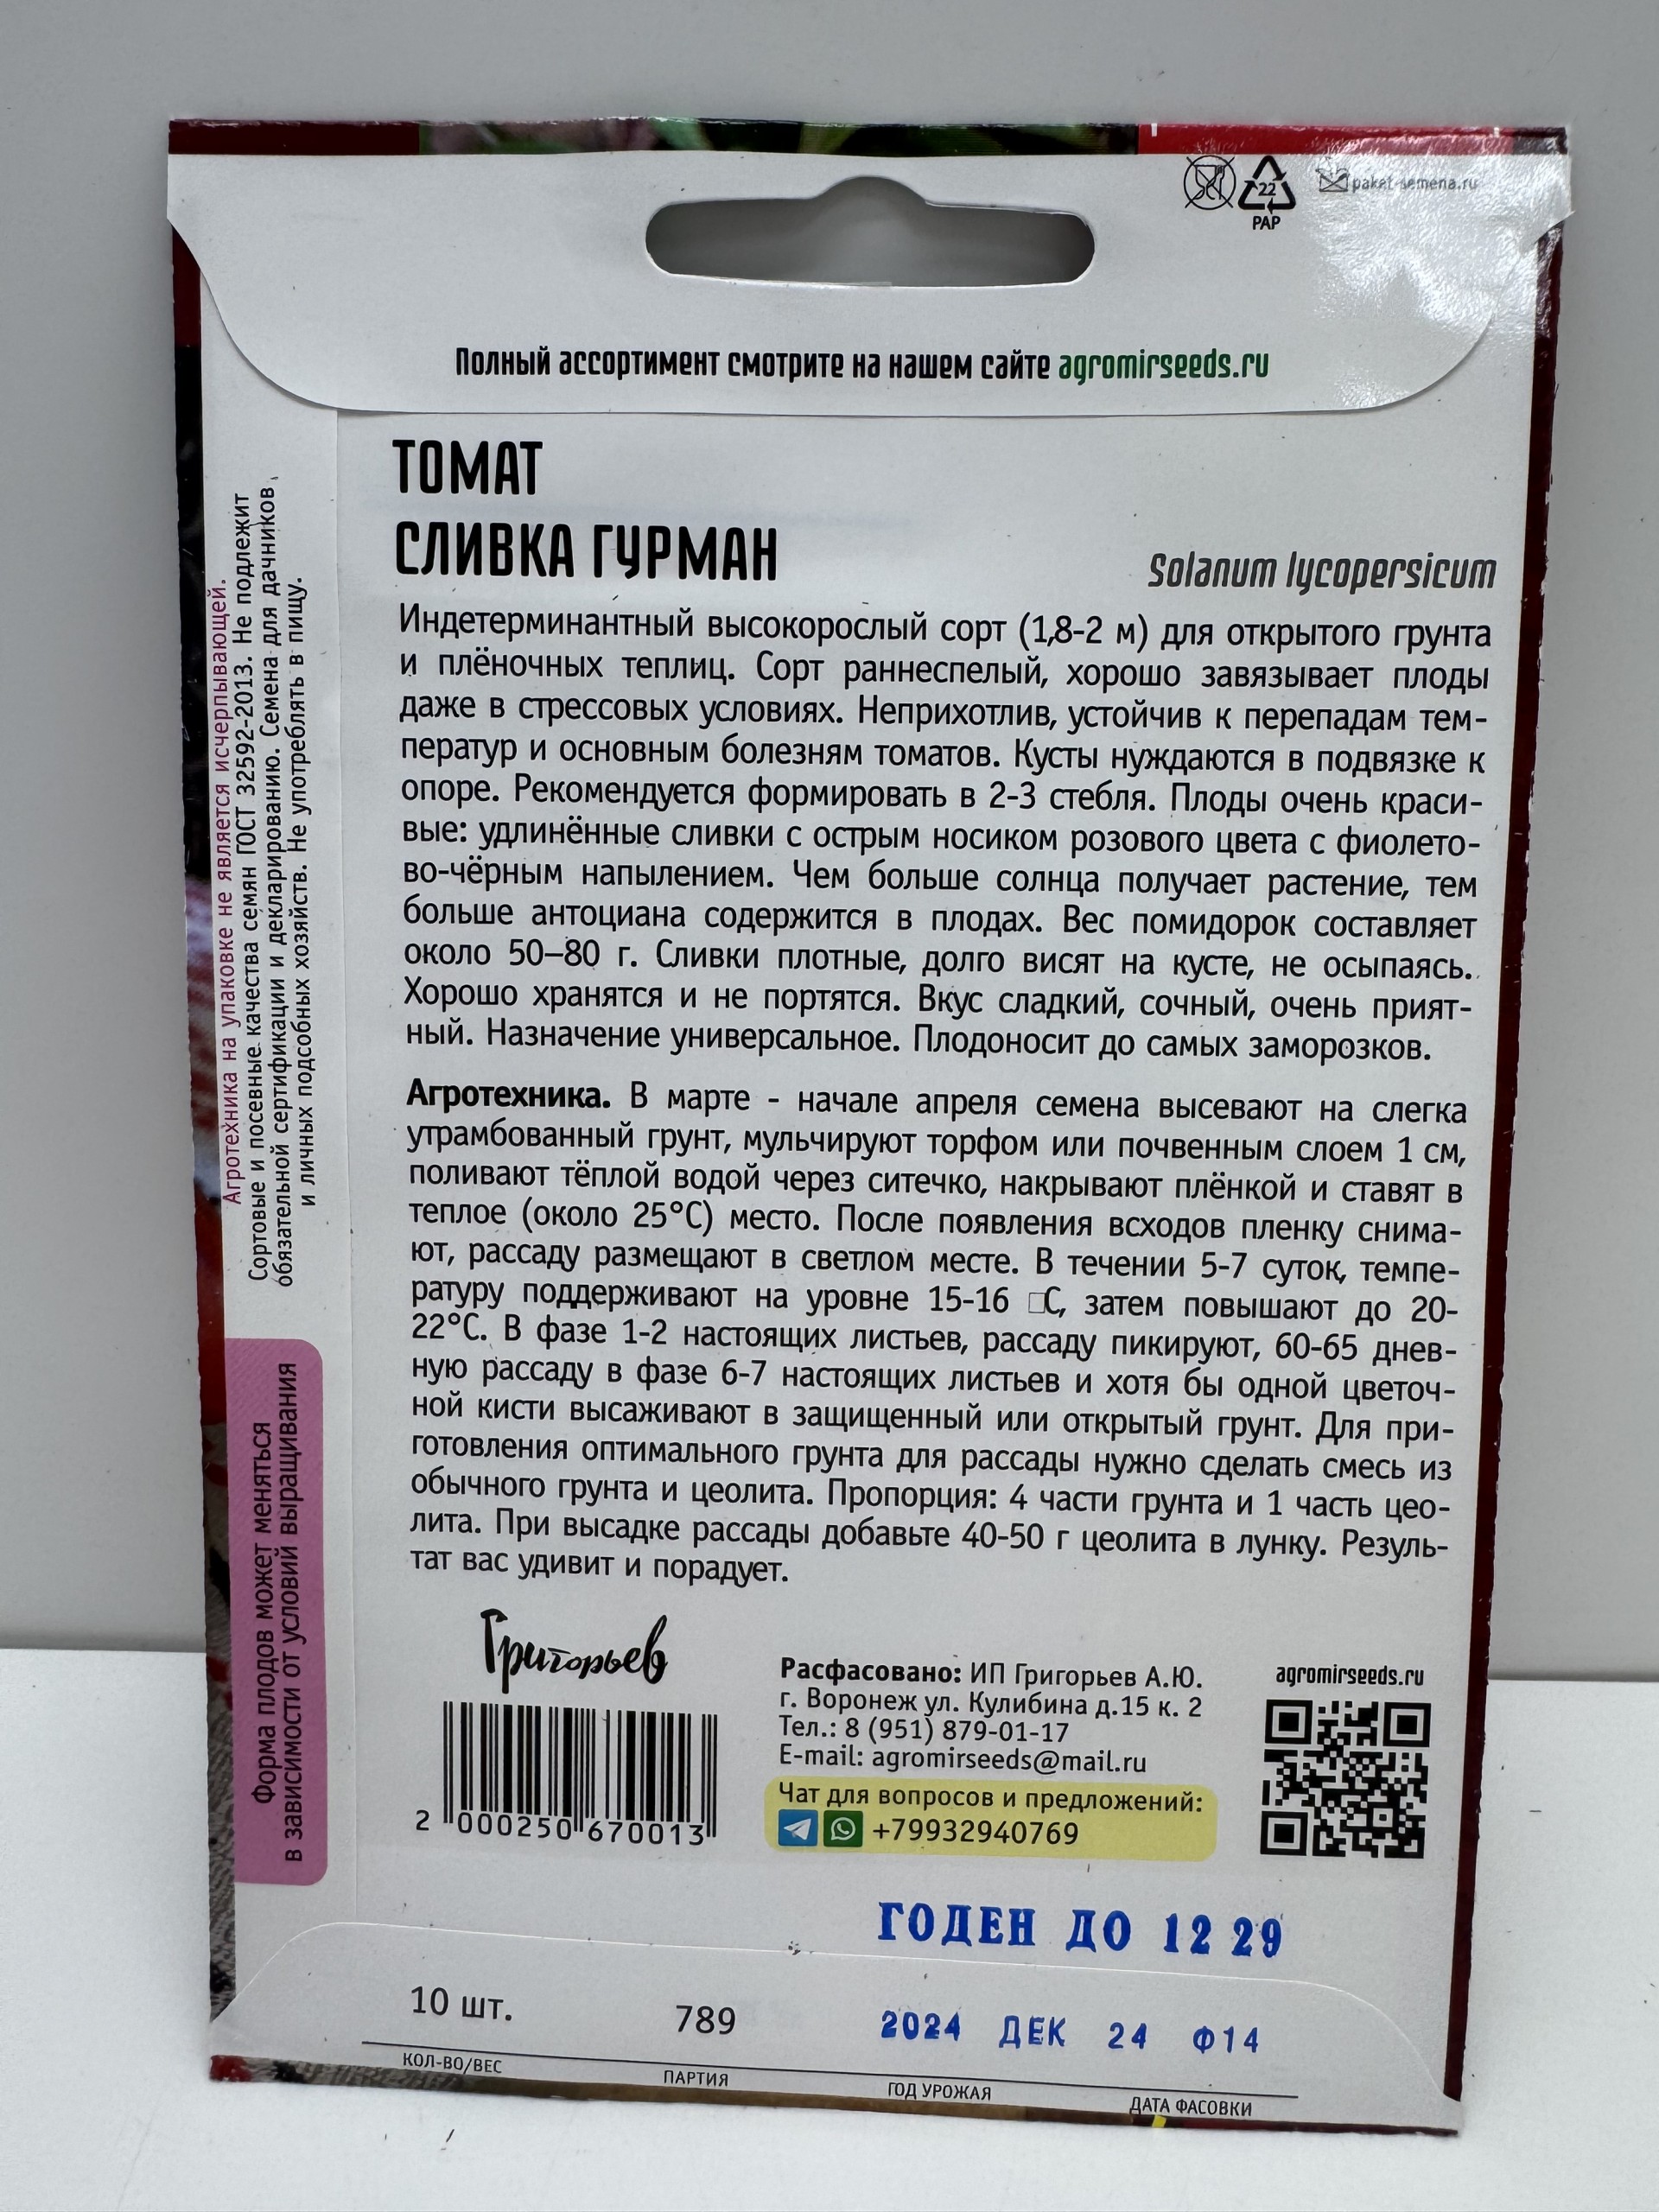 22
PAP
paket-semena.ru
Полный ассортимент смотрите на нашем сайте agromirseeds.ru
ТОМАТ
СЛИВКА ГУРМАН
Solanum lycopersicum
Индетерминантный высокорослый сорт (1,8-2 м) для открытого грунта
и плёночных теплиц. Сорт раннеспелый, хорошо завязывает плоды
даже в стрессовых условиях. Неприхотлив, устойчив к перепадам тем-
ператур и основным болезням томатов. Кусты нуждаются в подвязке к
опоре. Рекомендуется формировать в 2-3 стебля. Плоды очень краси-
вые: удлинённые сливки с острым носиком розового цвета с фиолето-
во-чёрным напылением. Чем больше солнца получает растение, тем
больше антоциана содержится в плодах. Вес помидорок составляет
около 50–80 г. Сливки плотные, долго висят на кусте, не осыпаясь.
Хорошо хранятся и не портятся. Вкус сладкий, сочный, очень прият-
ный. Назначение универсальное. Плодоносит до самых заморозков.
Агротехника. В марте - начале апреля семена высевают на слегка
утрамбованный грунт, мульчируют торфом или почвенным слоем 1 см,
поливают тёплой водой через ситечко, накрывают плёнкой и ставят в
теплое (около 25°С) место. После появления всходов пленку снима-
ют, рассаду размещают в светлом месте. В течении 5-7 суток, темпе-
ратуру поддерживают на уровне 15-16 □С, затем повышают до 20-
22°С. В фазе 1-2 настоящих листьев, рассаду пикируют, 60-65 днев-
ную рассаду в фазе 6-7 настоящих листьев и хотя бы одной цветоч-
ной кисти высаживают в защищенный или открытый грунт. Для при-
готовления оптимального грунта для рассады нужно сделать смесь из
обычного грунта и цеолита. Пропорция: 4 части грунта и 1 часть цео-
лита. При высадке рассады добавьте 40-50 г цеолита в лунку. Резуль-
тат вас удивит и порадует.
Агротехника на упаковке не является исчерпывающей.
Сортовые и посевные качества семян ГОСТ 32592-2013. Не подлежит
обязательной сертификации и декларированию. Семена для дачников
и личных подсобных хозяйств. Не употреблять в пищу.
Форма плодов может меняться
в зависимости от условий выращивания
Григорьев
2 000250 670013
Расфасовано: ИП Григорьев А.Ю.
г. Воронеж ул. Кулибина д.15 к. 2
Тел.: 8 (951) 879-01-17
E-mail: agromirseeds@mail.ru
Чат для вопросов и предложений:
+79932940769
agromirseeds.ru
ГОДЕН ДО 12 29
10 шт. 789 2024 ДЕК 24 Ф14
КОЛ-ВО/ВЕС ПАРТИЯ ГОД УРОЖАЯ ДАТА ФАСОВКИ